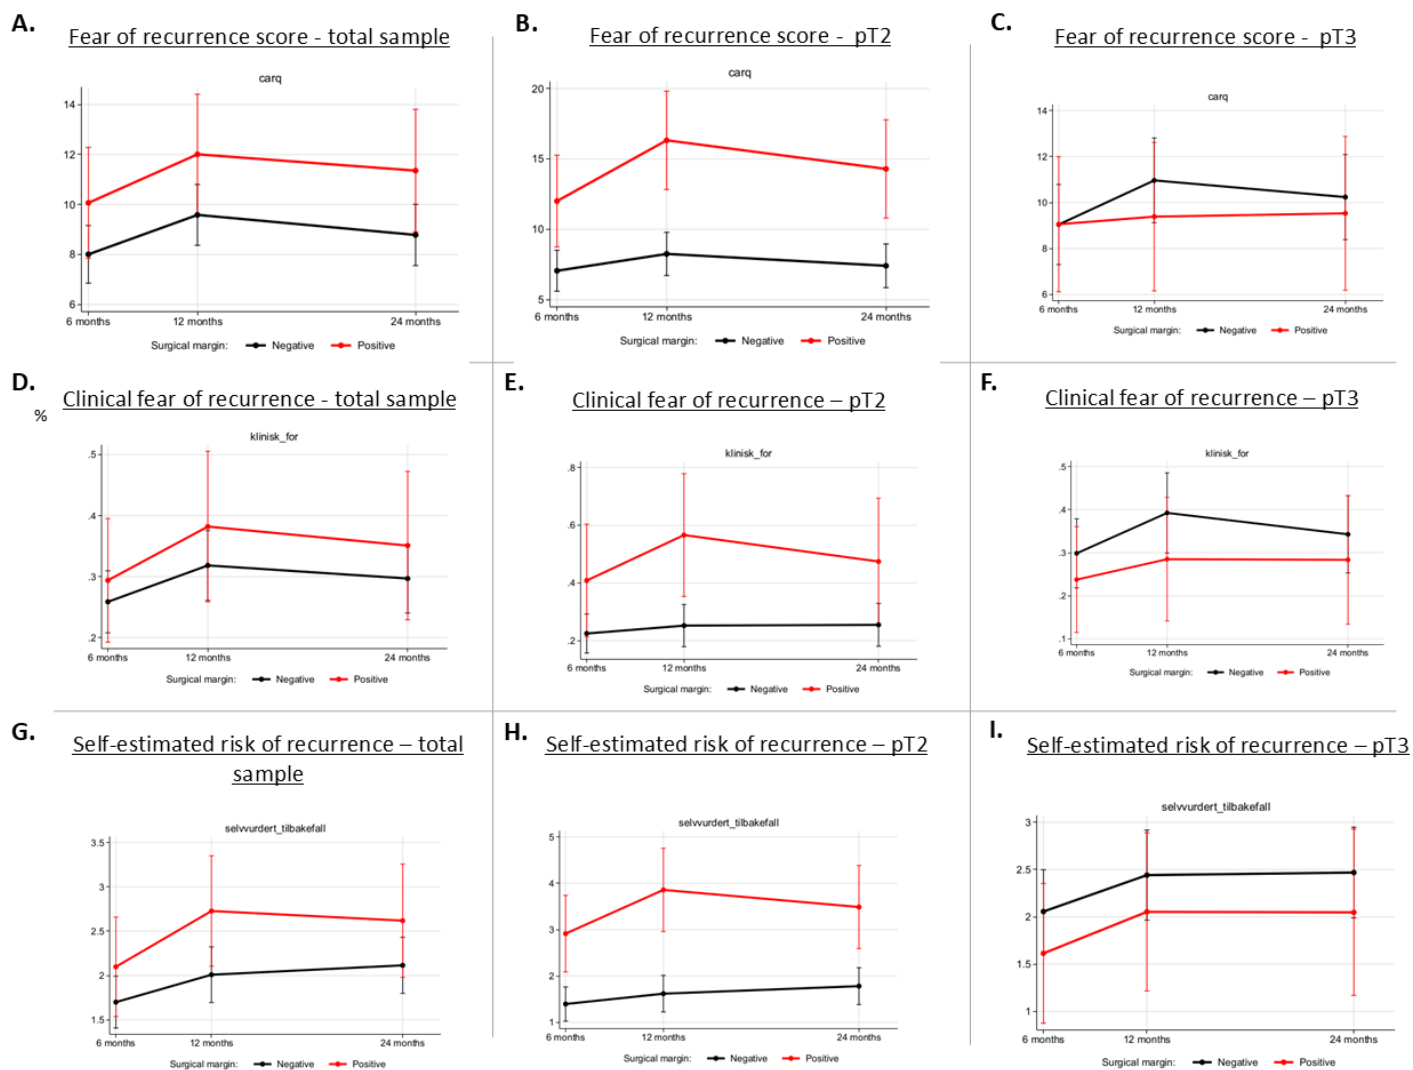 A.
Fear of recurrence score - total sample
carq
14
12
10
8
6
6 months
12 months
24 months
Surgical margin: Negative Positive
B.
Fear of recurrence score - pT2
carq
20
15
10
5
6 months
12 months
24 months
Surgical margin: Negative Positive
C.
Fear of recurrence score - pT3
carq
14
12
10
8
6
6 months
12 months
24 months
Surgical margin: Negative Positive
D.
%
Clinical fear of recurrence - total sample
klinisk_for
.5
.4
.3
.2
6 months
12 months
24 months
Surgical margin: Negative Positive
E.
Clinical fear of recurrence – pT2
klinisk_for
.8
.6
.4
.2
6 months
12 months
24 months
Surgical margin: Negative Positive
F.
Clinical fear of recurrence – pT3
klinisk_for
.5
.4
.3
.2
.1
6 months
12 months
24 months
Surgical margin: Negative Positive
G.
Self-estimated risk of recurrence – total
sample
selvvurdert_tilbakefall
3.5
3
2.5
2
1.5
6 months
12 months
24 months
Surgical margin: Negative Positive
H.
Self-estimated risk of recurrence – pT2
selvvurdert_tilbakefall
5
4
3
2
1
6 months
12 months
24 months
Surgical margin: Negative Positive
I.
Self-estimated risk of recurrence – pT3
selvvurdert_tilbakefall
3
2.5
2
1.5
1
6 months
12 months
24 months
Surgical margin: Negative Positive